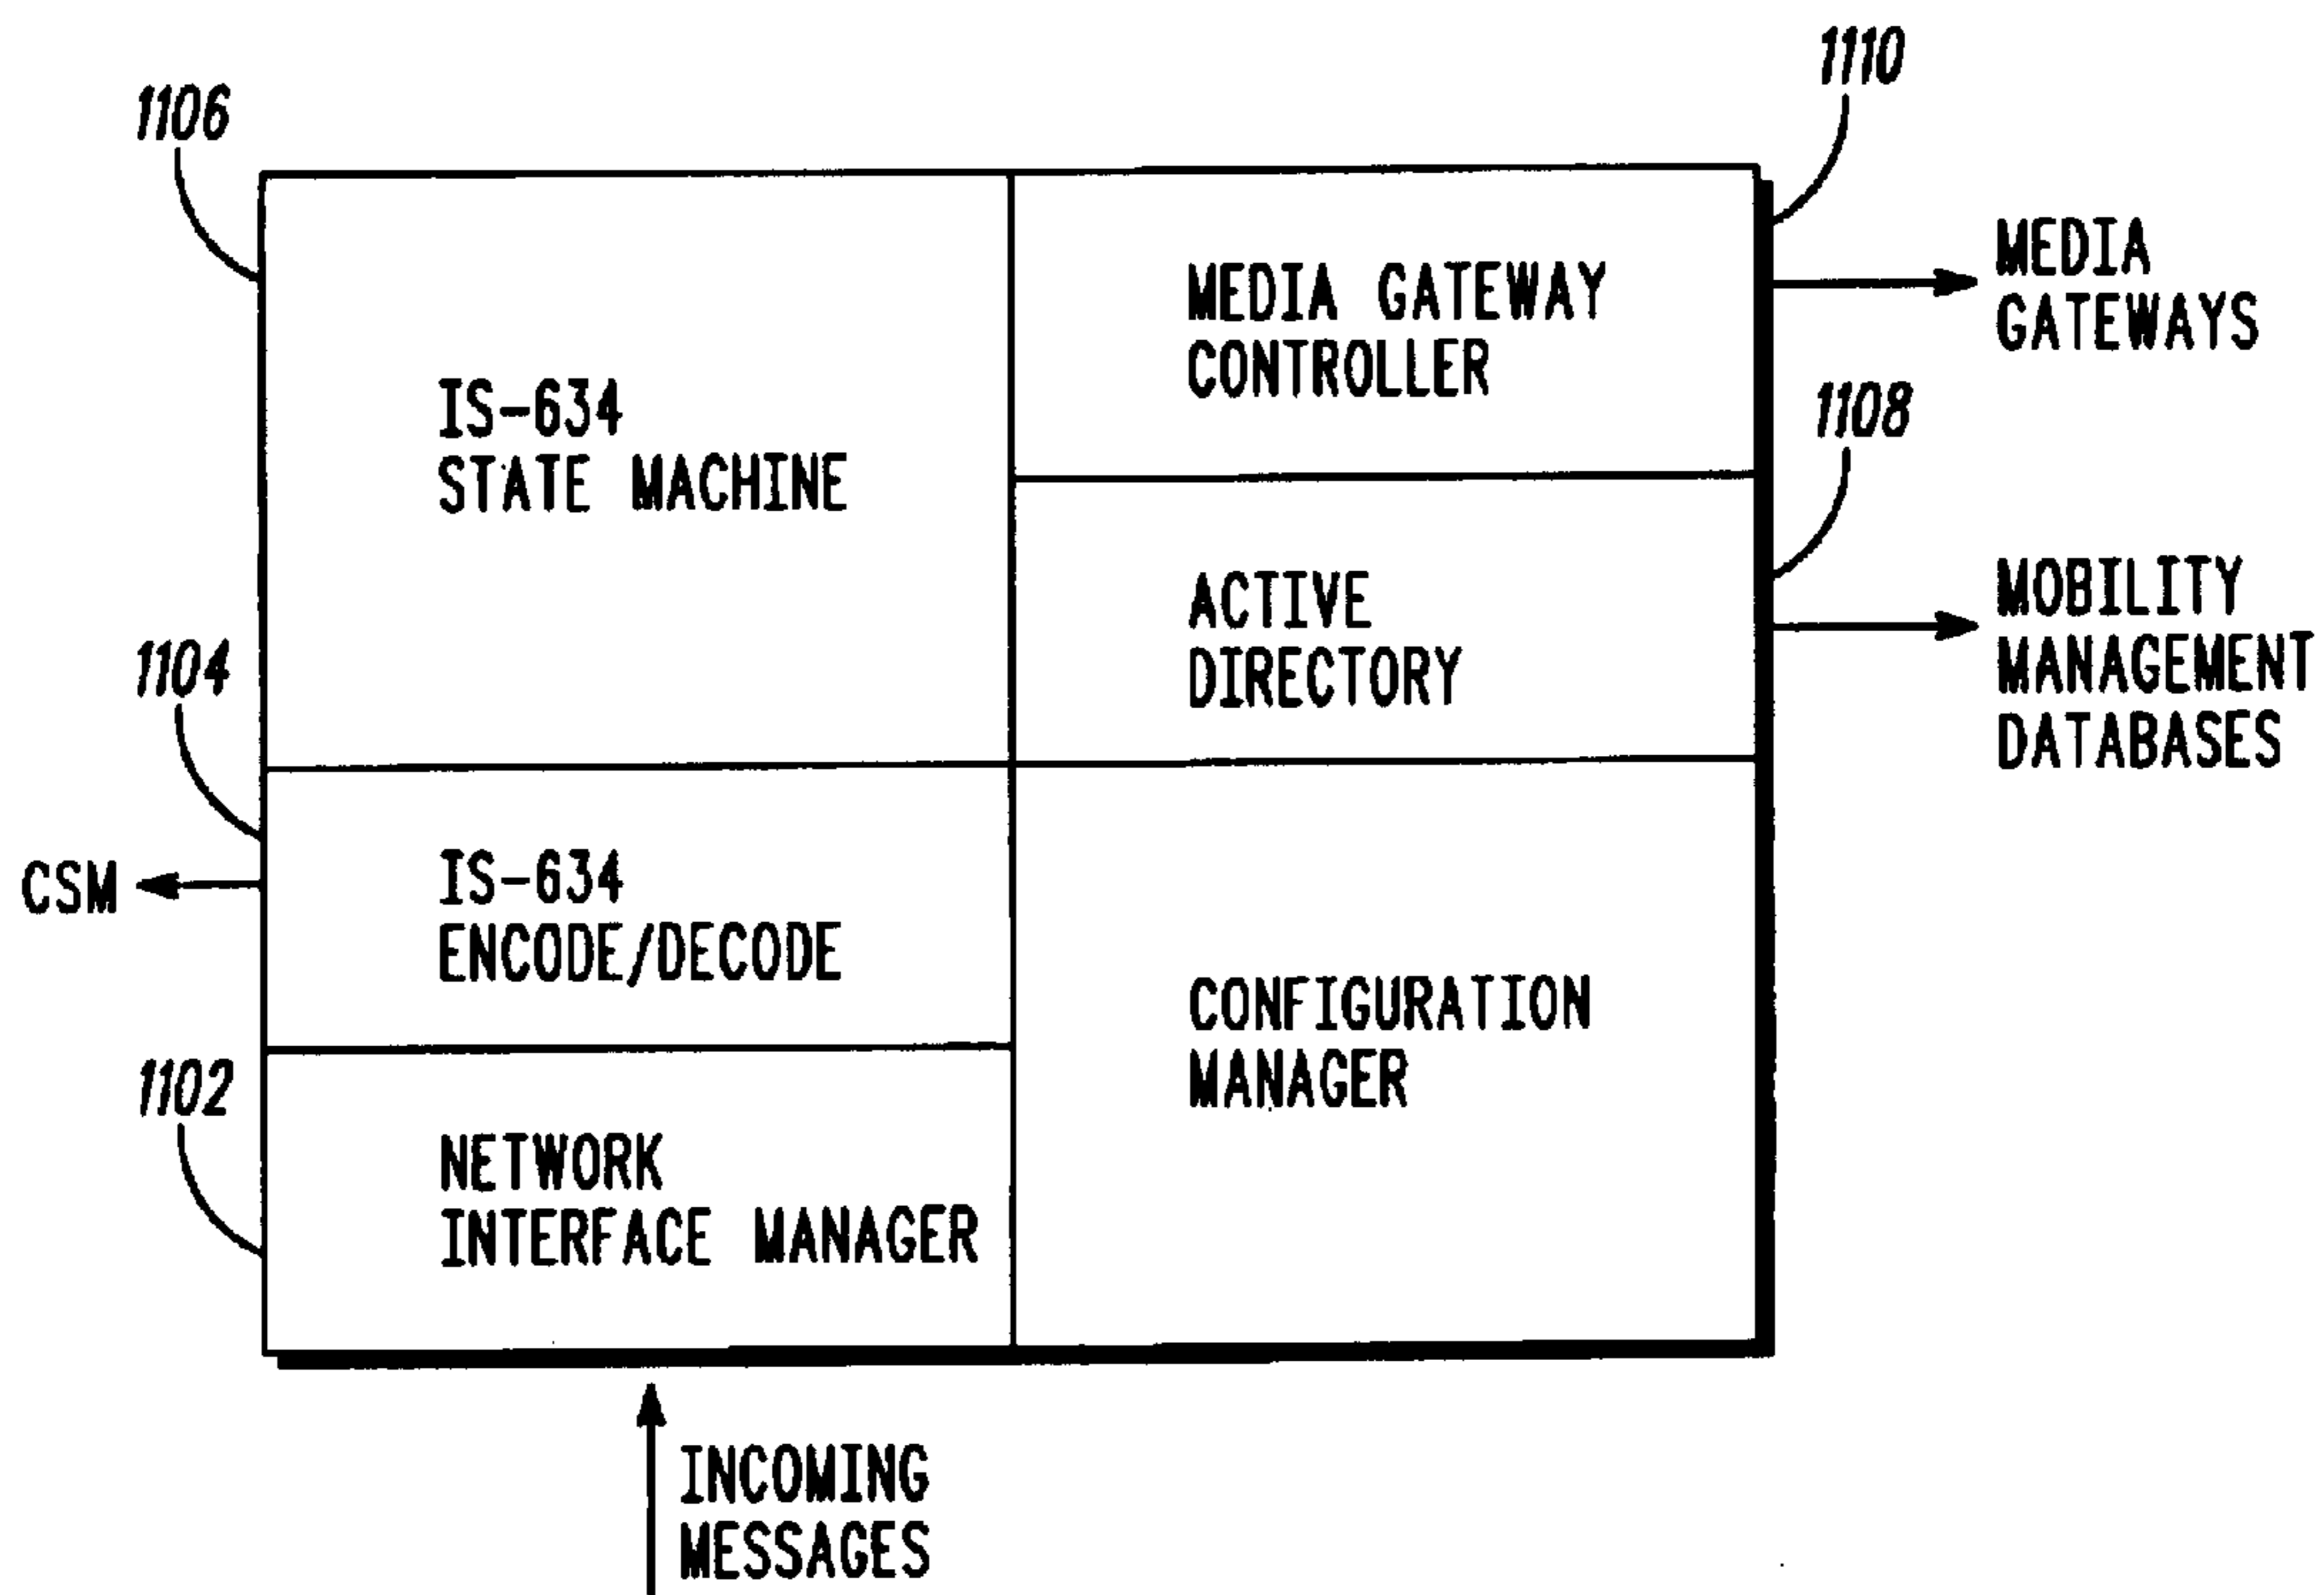 1106
1110
IS-634
STATE MACHINE
MEDIA GATEWAY
CONTROLLER
MEDIA
GATEWAYS
1108
ACTIVE
DIRECTORY
MOBILITY
MANAGEMENT
DATABASES
1104
CSM
IS-634
ENCODE/DECODE
CONFIGURATION
MANAGER
1102
NETWORK
INTERFACE MANAGER
INCOMING
MESSAGES